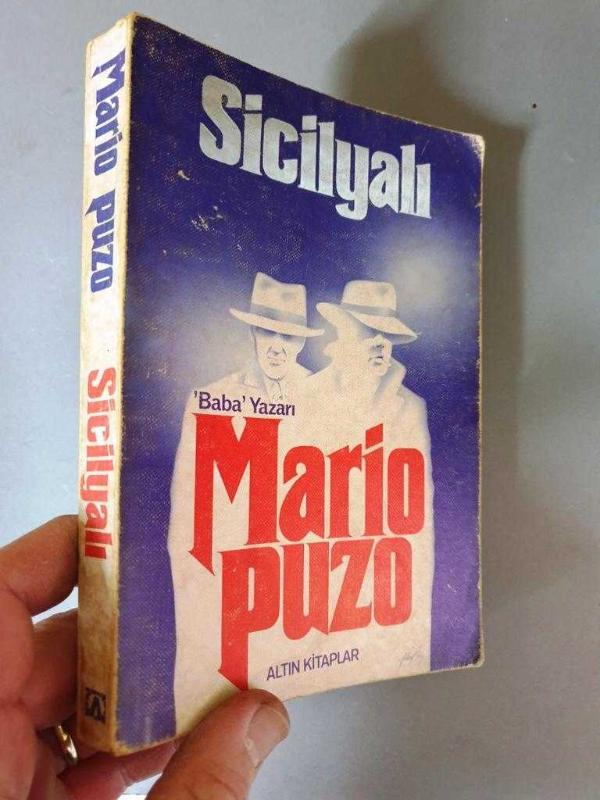 Mario puzo Sicilyalı
Sicilyalı
'Baba' Yazarı
Mario
puzo
ALTIN KİTAPLAR